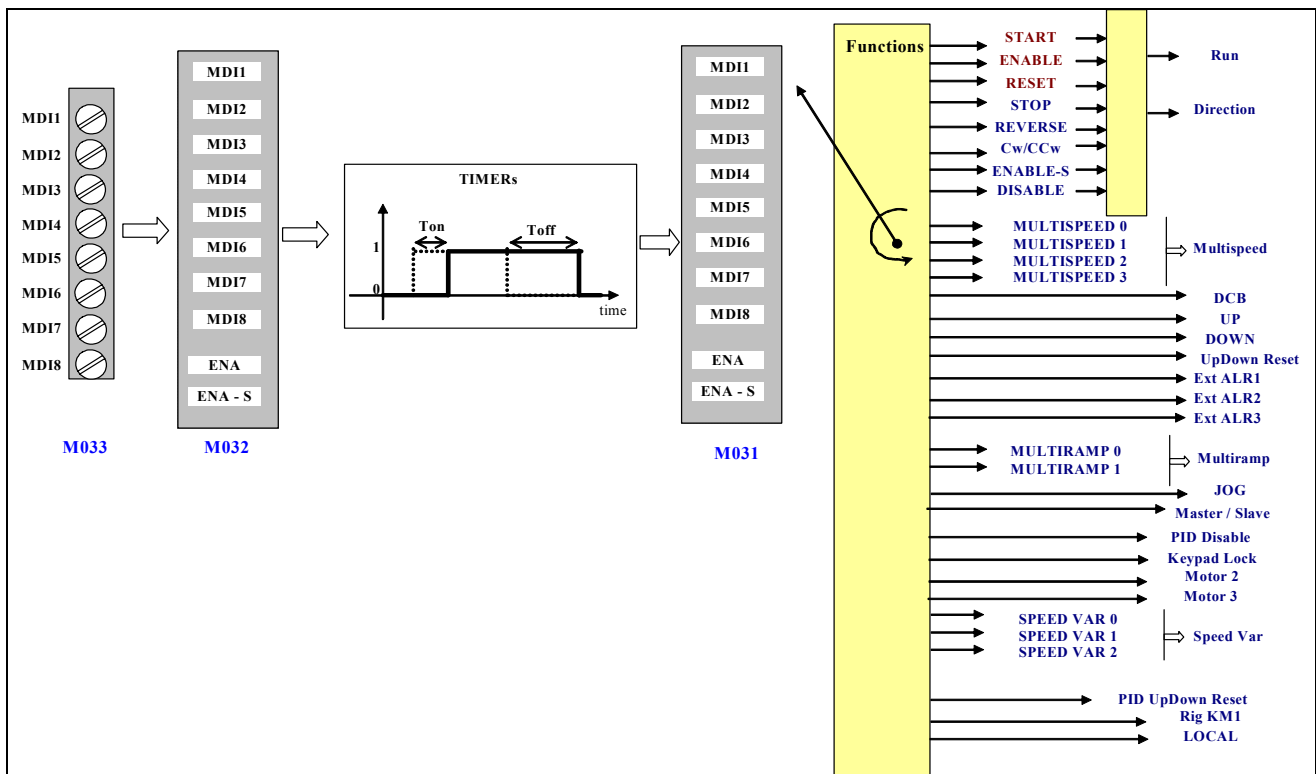 MDI1
MDI2
MDI3
MDI4
MDI5
MDI6
MDI7
MDI8
M033
MDI1
MDI2
MDI3
MDI4
MDI5
MDI6
MDI7
MDI8
ENA
ENA - S
M032
TIMERs
Ton
Toff
1
0
time
MDI1
MDI2
MDI3
MDI4
MDI5
MDI6
MDI7
MDI8
ENA
ENA - S
M031
Functions
START
ENABLE
RESET
STOP
REVERSE
Cw/CCw
ENABLE-S
DISABLE
Run
Direction
MULTISPEED 0
MULTISPEED 1
MULTISPEED 2
MULTISPEED 3
Multispeed
DCB
UP
DOWN
UpDown Reset
Ext ALR1
Ext ALR2
Ext ALR3
MULTIRAMP 0
MULTIRAMP 1
Multiramp
JOG
Master / Slave
PID Disable
Keypad Lock
Motor 2
Motor 3
SPEED VAR 0
SPEED VAR 1
SPEED VAR 2
Speed Var
PID UpDown Reset
Rig KM1
LOCAL